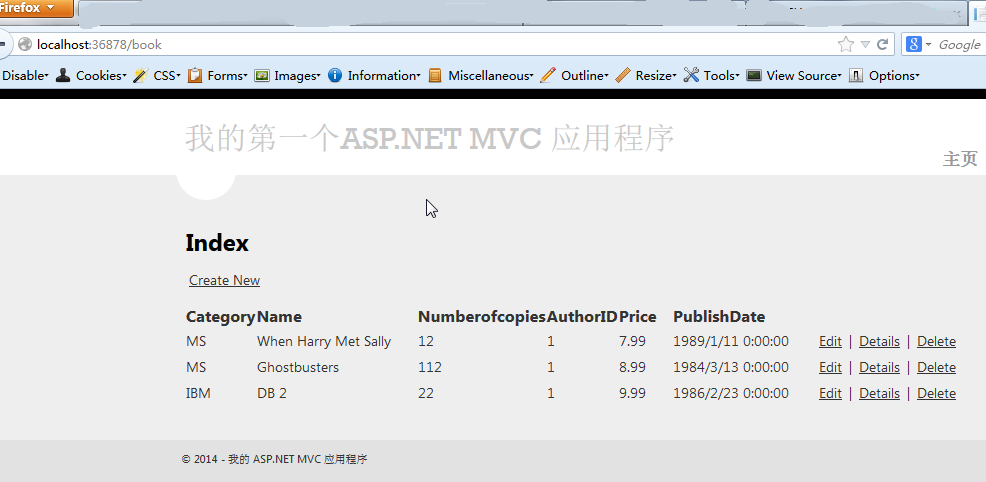 Firefox
localhost:36878/book
Google
Disable Cookies CSS Forms Images Information Miscellaneous Outline Resize Tools View Source Options
我的第一个ASP.NET MVC 应用程序
主页
Index
Create New
Category Name Numberofcopies AuthorID Price PublishDate
MS When Harry Met Sally 12 1 7.99 1989/1/11 0:00:00 Edit | Details | Delete
MS Ghostbusters 112 1 8.99 1984/3/13 0:00:00 Edit | Details | Delete
IBM DB 2 22 1 9.99 1986/2/23 0:00:00 Edit | Details | Delete
© 2014 - 我的 ASP.NET MVC 应用程序